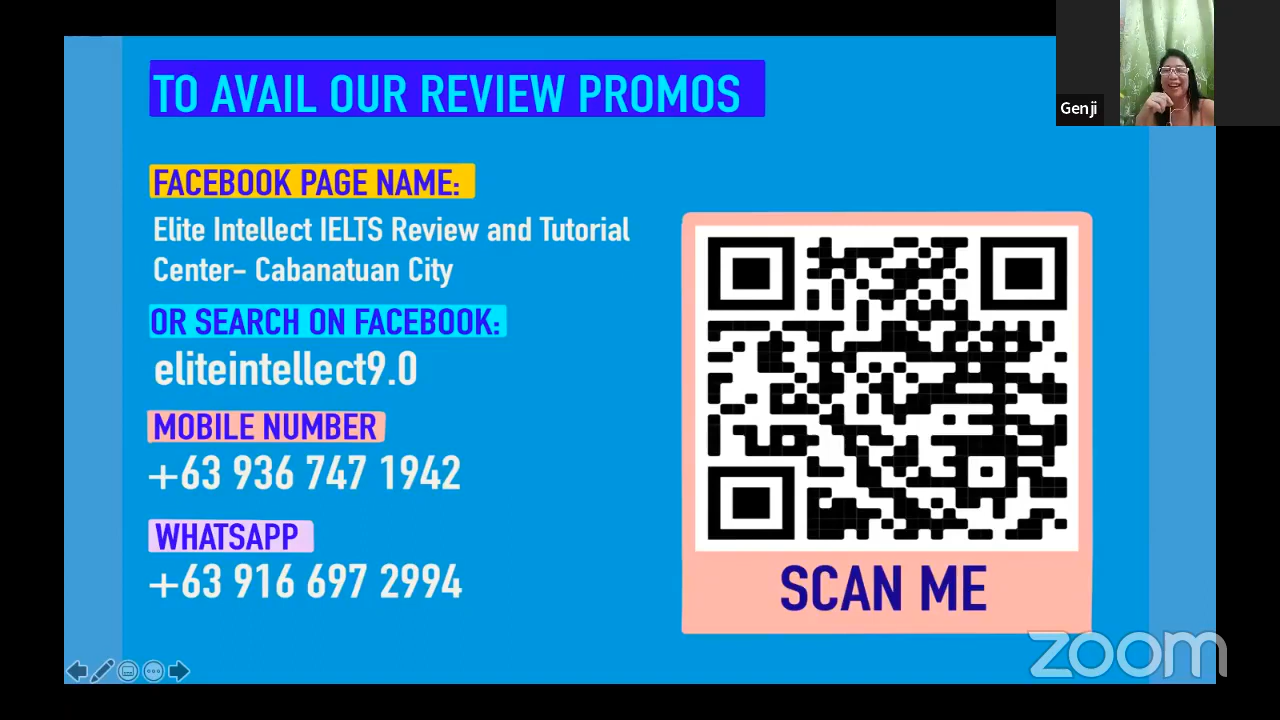 TO AVAIL OUR REVIEW PROMOS
Genji
FACEBOOK PAGE NAME:
Elite Intellect IELTS Review and Tutorial
Center- Cabanatuan City
OR SEARCH ON FACEBOOK:
eliteintellect9.0
MOBILE NUMBER
+63 936 747 1942
WHATSAPP
+63 916 697 2994
SCAN ME
zoom